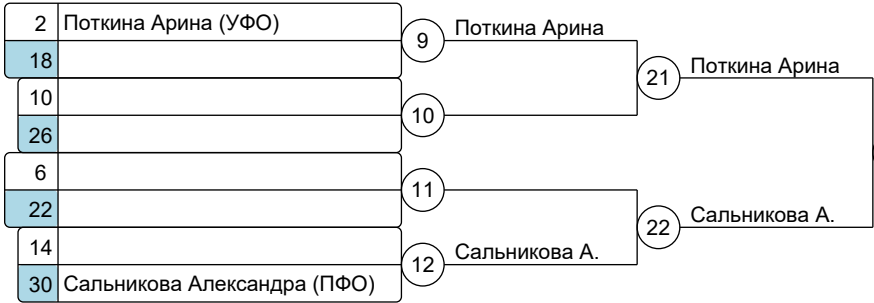 2 Поткина Арина (УФО)
9 Поткина Арина
18
21 Поткина Арина
10
10
26
6
11
22
22 Сальникова А.
14
12 Сальникова А.
30 Сальникова Александра (ПФО)